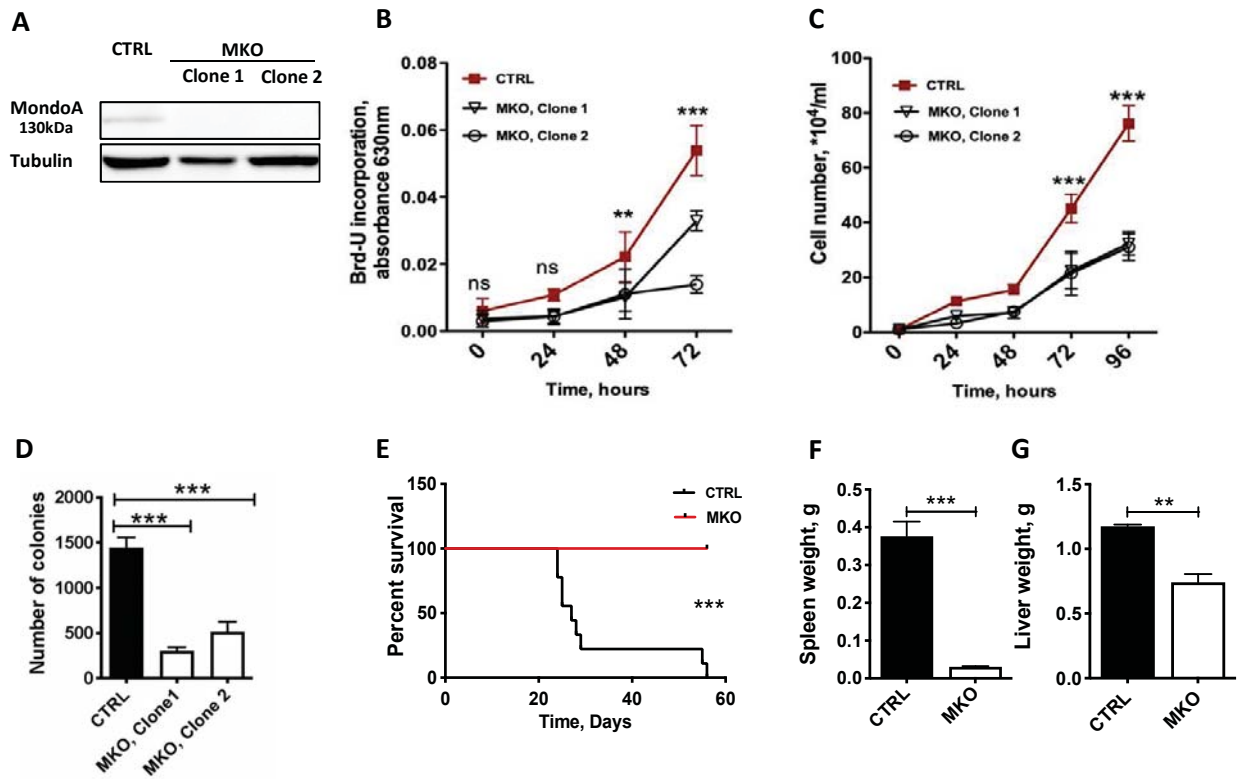 A
CTRL
MKO
Clone 1
Clone 2
MondoA
130kDa
Tubulin
B
Brd-U incorporation,
absorbance 630nm
0.08
0.06
0.04
0.02
0.00
CTRL
MKO, Clone 1
MKO, Clone 2
ns
ns
**
***
0
24
48
72
Time, hours
C
Cell number, *10⁴/ml
100
80
60
40
20
0
CTRL
MKO, Clone 1
MKO, Clone 2
***
***
0
24
48
72
96
Time, hours
D
Number of colonies
2000
1500
1000
500
0
***
***
CTRL
MKO, Clone1
MKO, Clone 2
E
Percent survival
150
100
50
0
CTRL
MKO
***
0
20
40
60
Time, Days
F
Spleen weight, g
0.5
0.4
0.3
0.2
0.1
0.0
***
CTRL
MKO
G
Liver weight, g
1.5
1.0
0.5
0.0
**
CTRL
MKO